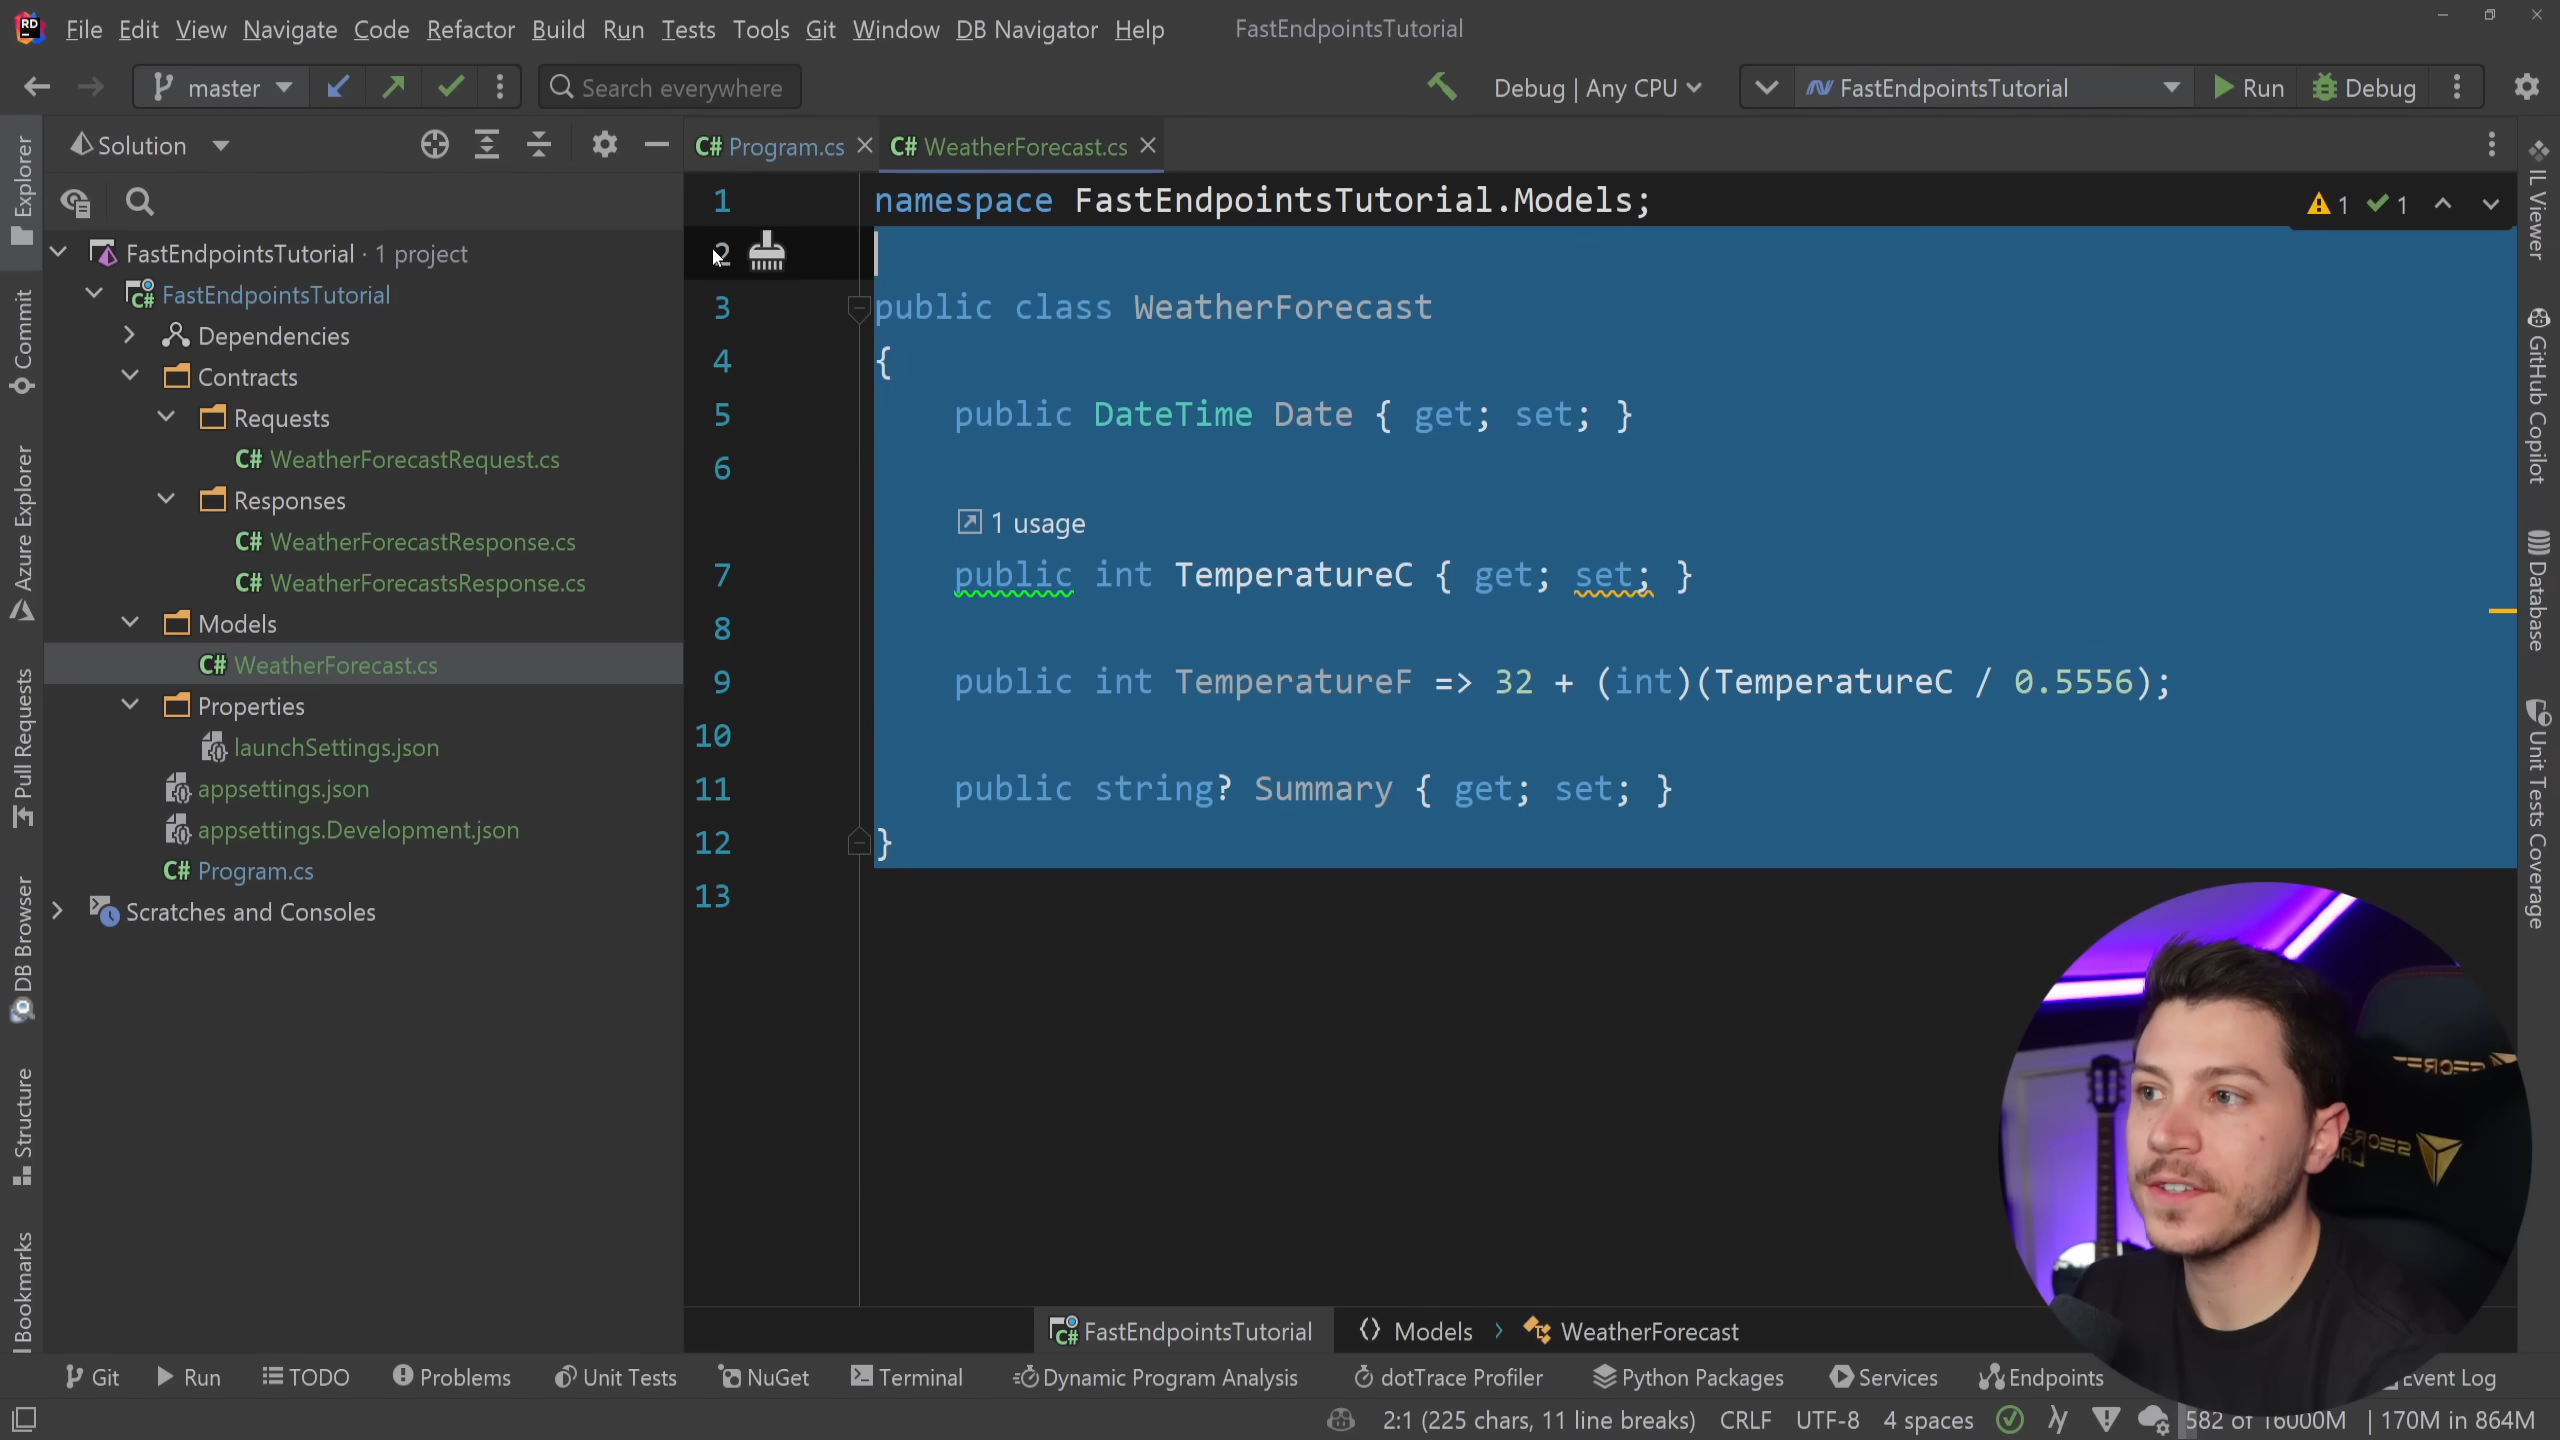 File Edit View Navigate Code Refactor Build Run Tests Tools Git Window DB Navigator Help
FastEndpointsTutorial
master
Search everywhere
Debug | Any CPU
FastEndpointsTutorial
Run
Debug
Explorer
Commit
Azure Explorer
Pull Requests
DB Browser
Structure
Bookmarks
Solution
FastEndpointsTutorial · 1 project
FastEndpointsTutorial
Dependencies
Contracts
Requests
C# WeatherForecastRequest.cs
Responses
C# WeatherForecastResponse.cs
C# WeatherForecastsResponse.cs
Models
C# WeatherForecast.cs
Properties
launchSettings.json
appsettings.json
appsettings.Development.json
C# Program.cs
Scratches and Consoles
C# Program.cs
C# WeatherForecast.cs
1 namespace FastEndpointsTutorial.Models;
1 1
2
3 public class WeatherForecast
4 {
5 public DateTime Date { get; set; }
6
1 usage
7 public int TemperatureC { get; set; }
8
9 public int TemperatureF => 32 + (int)(TemperatureC / 0.5556);
10
11 public string? Summary { get; set; }
12 }
13
IL Viewer
GitHub Copilot
Database
Unit Tests Coverage
FastEndpointsTutorial
Models
WeatherForecast
Git
Run
TODO
Problems
Unit Tests
NuGet
Terminal
Dynamic Program Analysis
dotTrace Profiler
Python Packages
Services
Endpoints
Event Log
2:1 (225 chars, 11 line breaks)
CRLF
UTF-8
4 spaces
582 of 16000M
170M in 864M